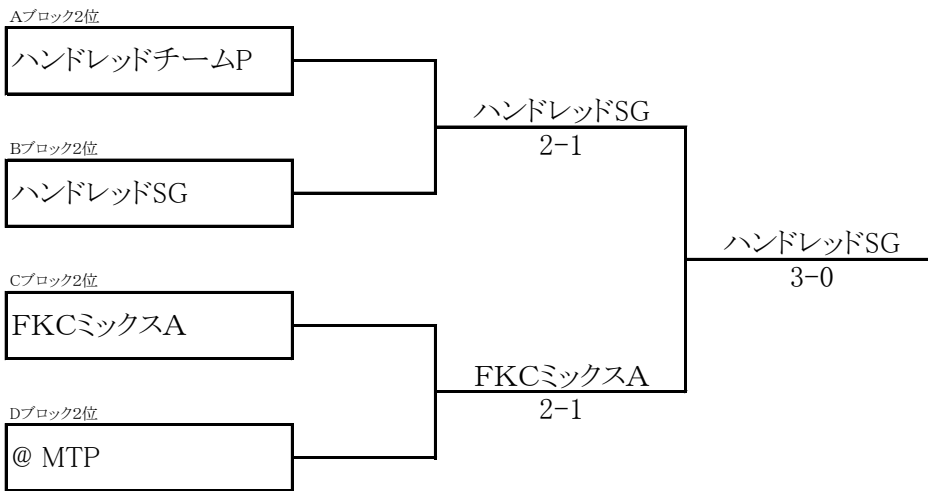 Aブロック2位
ハンドレッドチームP
Bブロック2位
ハンドレッドSG
ハンドレッドSG
2-1
ハンドレッドSG
3-0
Cブロック2位
FKCミックスA
FKCミックスA
2-1
Dブロック2位
@ MTP